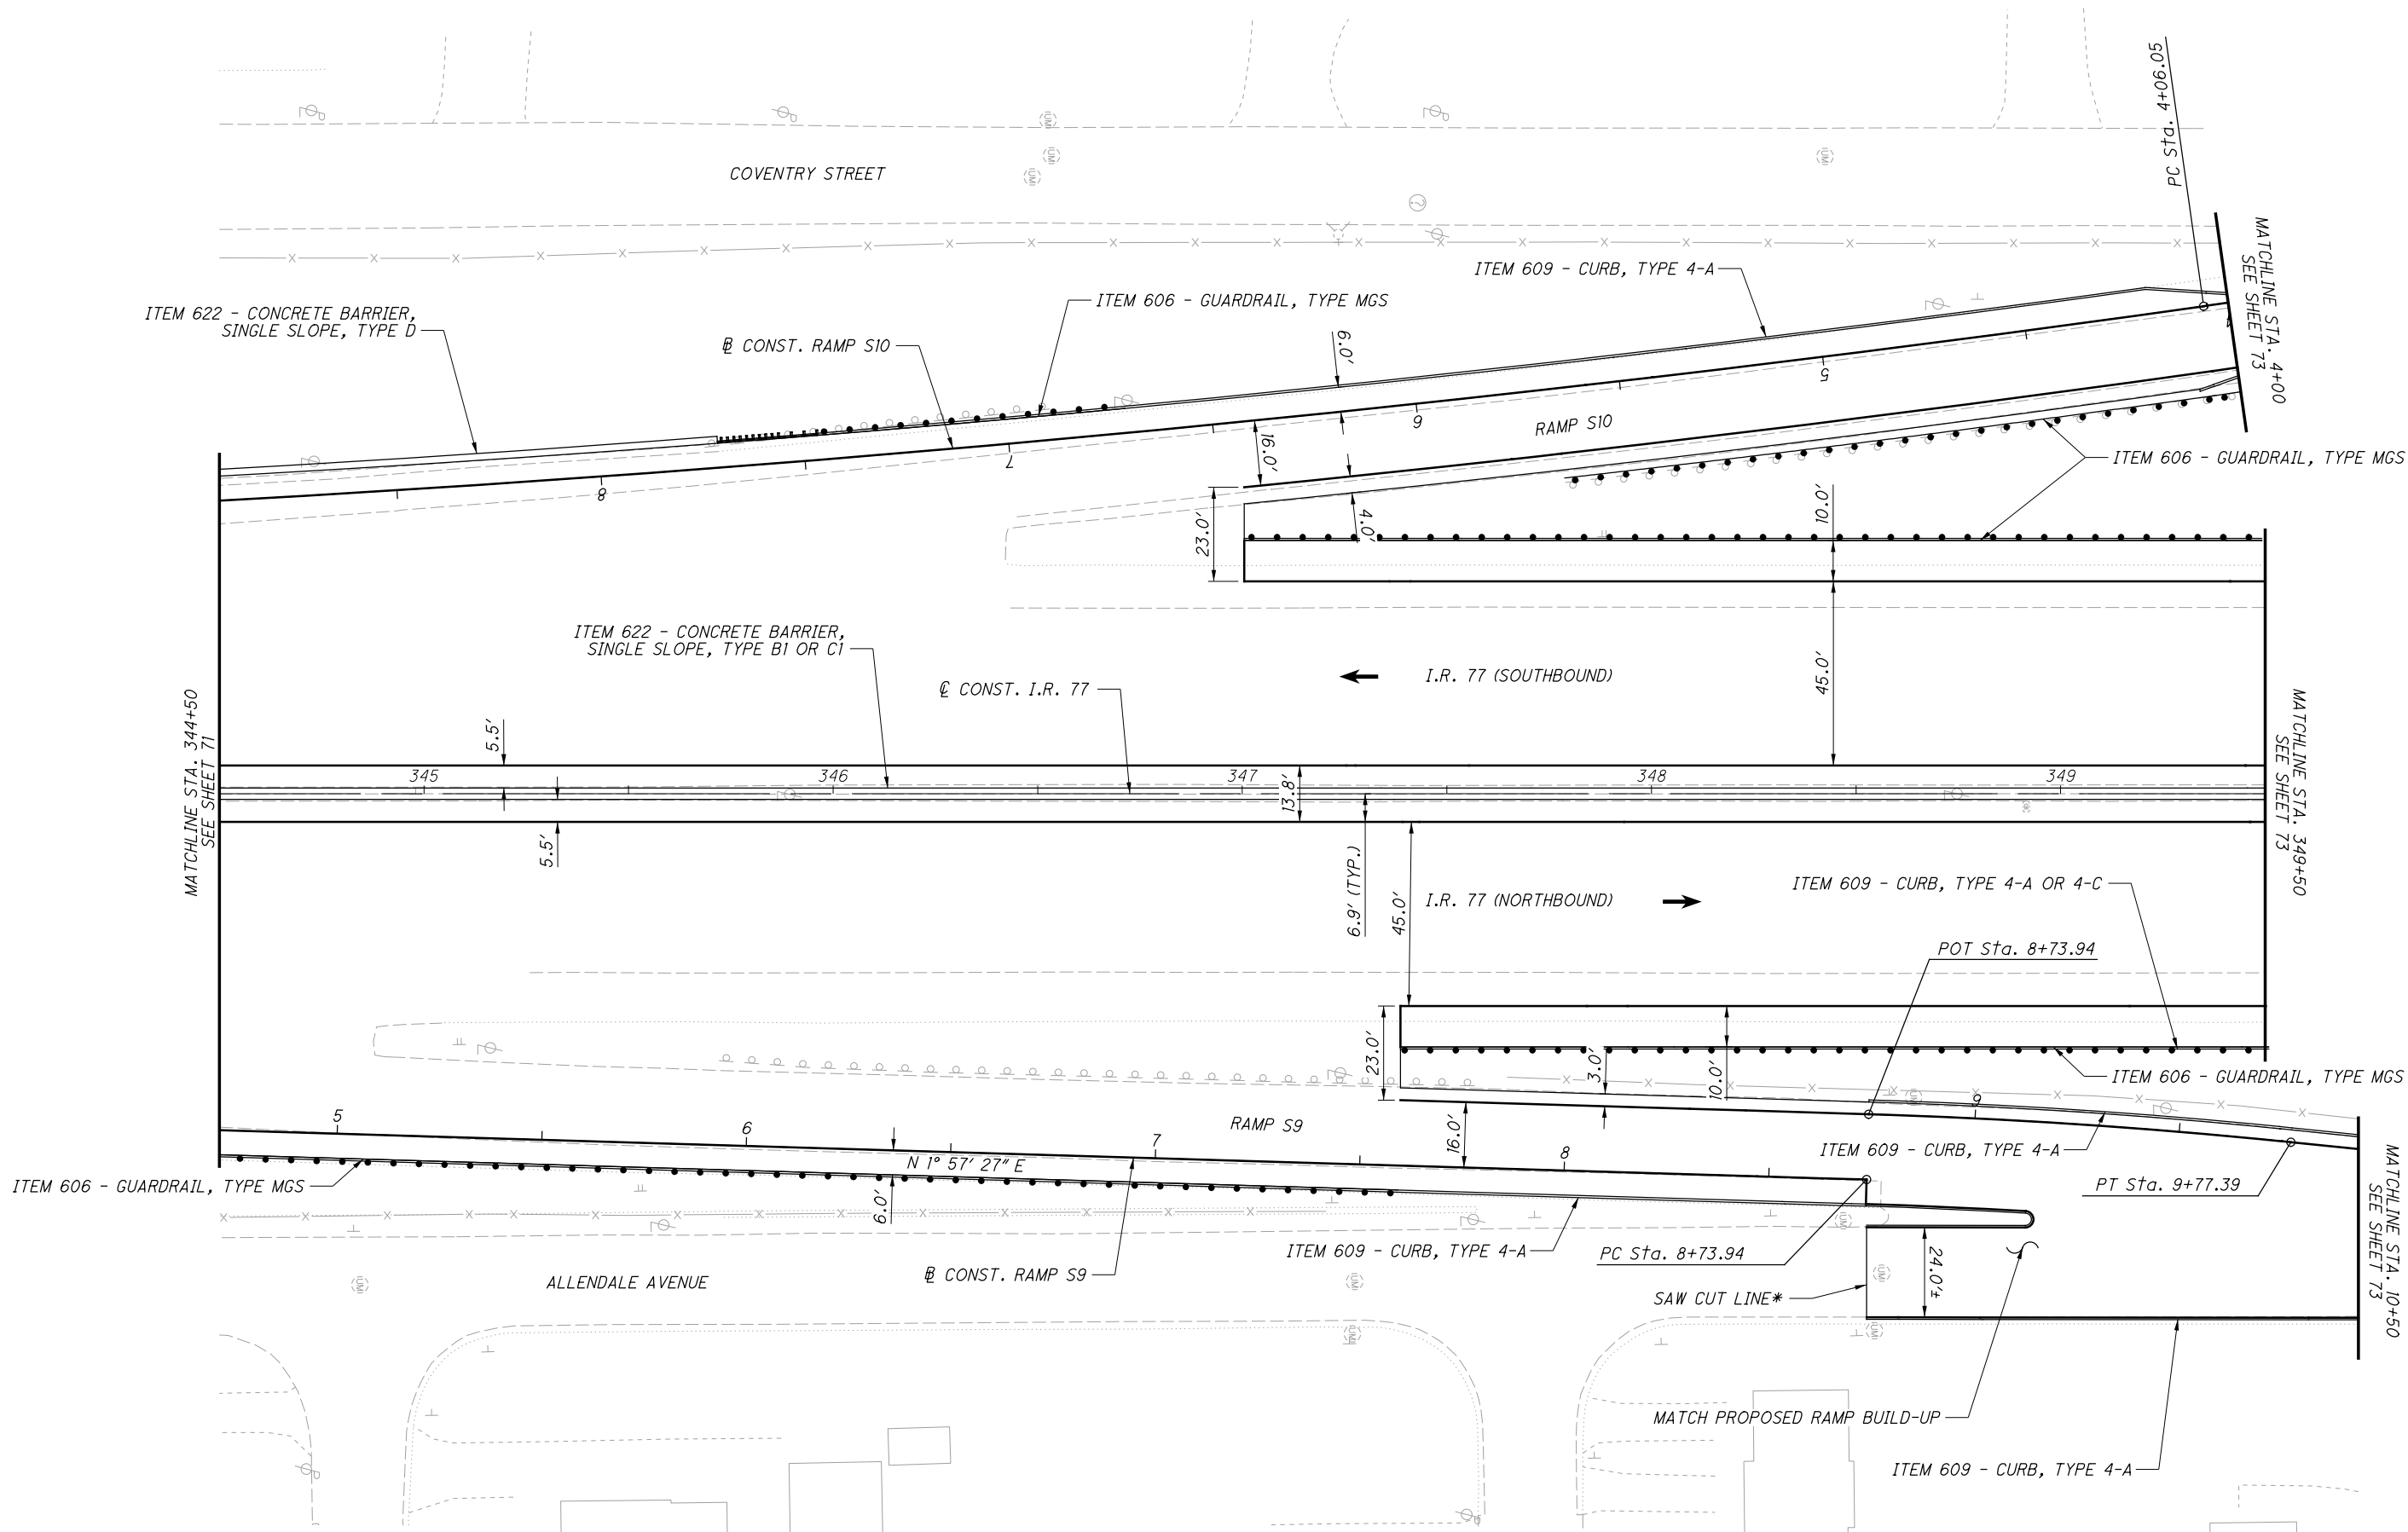 PC Sta. 4+06.05
COVENTRY STREET
MATCHLINE STA. 4+00
SEE SHEET 73
ITEM 609 - CURB, TYPE 4-A
ITEM 606 - GUARDRAIL, TYPE MGS
ITEM 622 - CONCRETE BARRIER,
SINGLE SLOPE, TYPE D
CONST. RAMP S10
6.0'
4
5
6
7
8
RAMP S10
16.0'
ITEM 606 - GUARDRAIL, TYPE MGS
23.0'
4.0'
10.0'
ITEM 622 - CONCRETE BARRIER,
SINGLE SLOPE, TYPE B1 OR C1
I.R. 77 (SOUTHBOUND)
45.0'
℄ CONST. I.R. 77
MATCHLINE STA. 344+50
SEE SHEET 71
MATCHLINE STA. 349+50
SEE SHEET 73
5.5'
345
346
347
348
349
13.8'
5.5'
6.9' (TYP.)
45.0'
I.R. 77 (NORTHBOUND)
ITEM 609 - CURB, TYPE 4-A OR 4-C
POT Sta. 8+73.94
23.0'
3.0'
10.0'
ITEM 606 - GUARDRAIL, TYPE MGS
5
6
7
8
9
RAMP S9
16.0'
N 1° 57' 27" E
ITEM 609 - CURB, TYPE 4-A
ITEM 606 - GUARDRAIL, TYPE MGS
6.0'
PT Sta. 9+77.39
MATCHLINE STA. 10+50
SEE SHEET 73
ITEM 609 - CURB, TYPE 4-A
PC Sta. 8+73.94
CONST. RAMP S9
ALLENDALE AVENUE
24.0'±
SAW CUT LINE*
MATCH PROPOSED RAMP BUILD-UP
ITEM 609 - CURB, TYPE 4-A